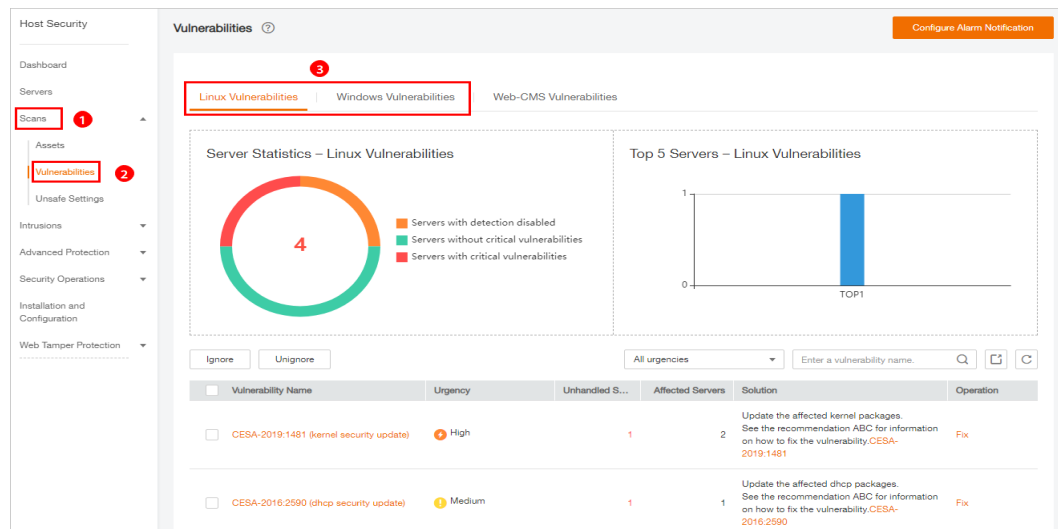 Host Security
Dashboard
Servers
Scans
1
Assets
Vulnerabilities
2
Unsafe Settings
Intrusions
Advanced Protection
Security Operations
Installation and
Configuration
Web Tamper Protection
Vulnerabilities ?
Configure Alarm Notification
3
Linux Vulnerabilities
Windows Vulnerabilities
Web-CMS Vulnerabilities
Server Statistics – Linux Vulnerabilities
4
Servers with detection disabled
Servers without critical vulnerabilities
Servers with critical vulnerabilities
Top 5 Servers – Linux Vulnerabilities
1
0
TOP1
Ignore
Unignore
All urgencies
Enter a vulnerability name.
Vulnerability Name
Urgency
Unhandled S...
Affected Servers
Solution
Operation
CESA-2019:1481 (kernel security update)
High
1
2
Update the affected kernel packages.
See the recommendation ABC for information
on how to fix the vulnerability.CESA-
2019:1481
Fix
CESA-2016:2590 (dhcp security update)
Medium
1
1
Update the affected dhcp packages.
See the recommendation ABC for information
on how to fix the vulnerability.CESA-
2016:2590
Fix